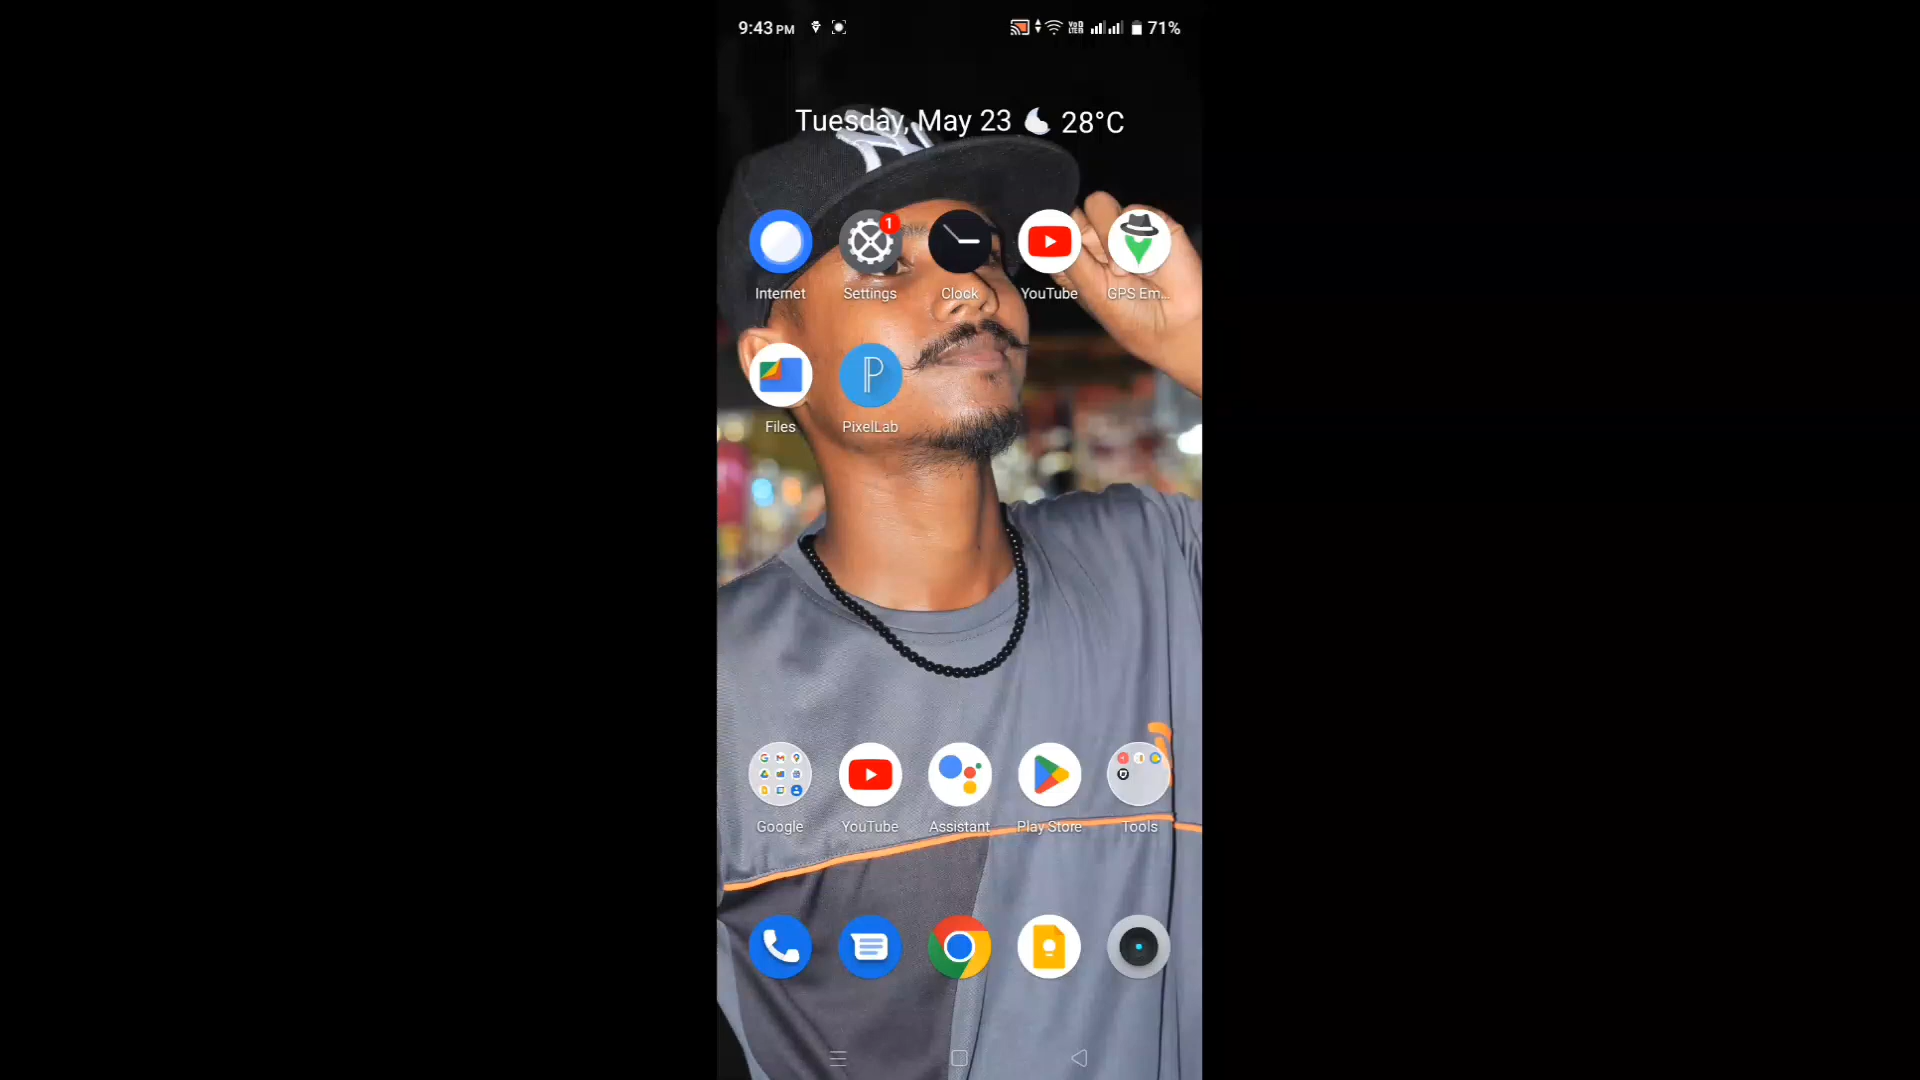 9:43 PM 71%
Tuesday, May 23 28°C
1
Internet Settings Clock YouTube GPS Em...
P
Files PixelLab
Google YouTube Assistant Play Store Tools